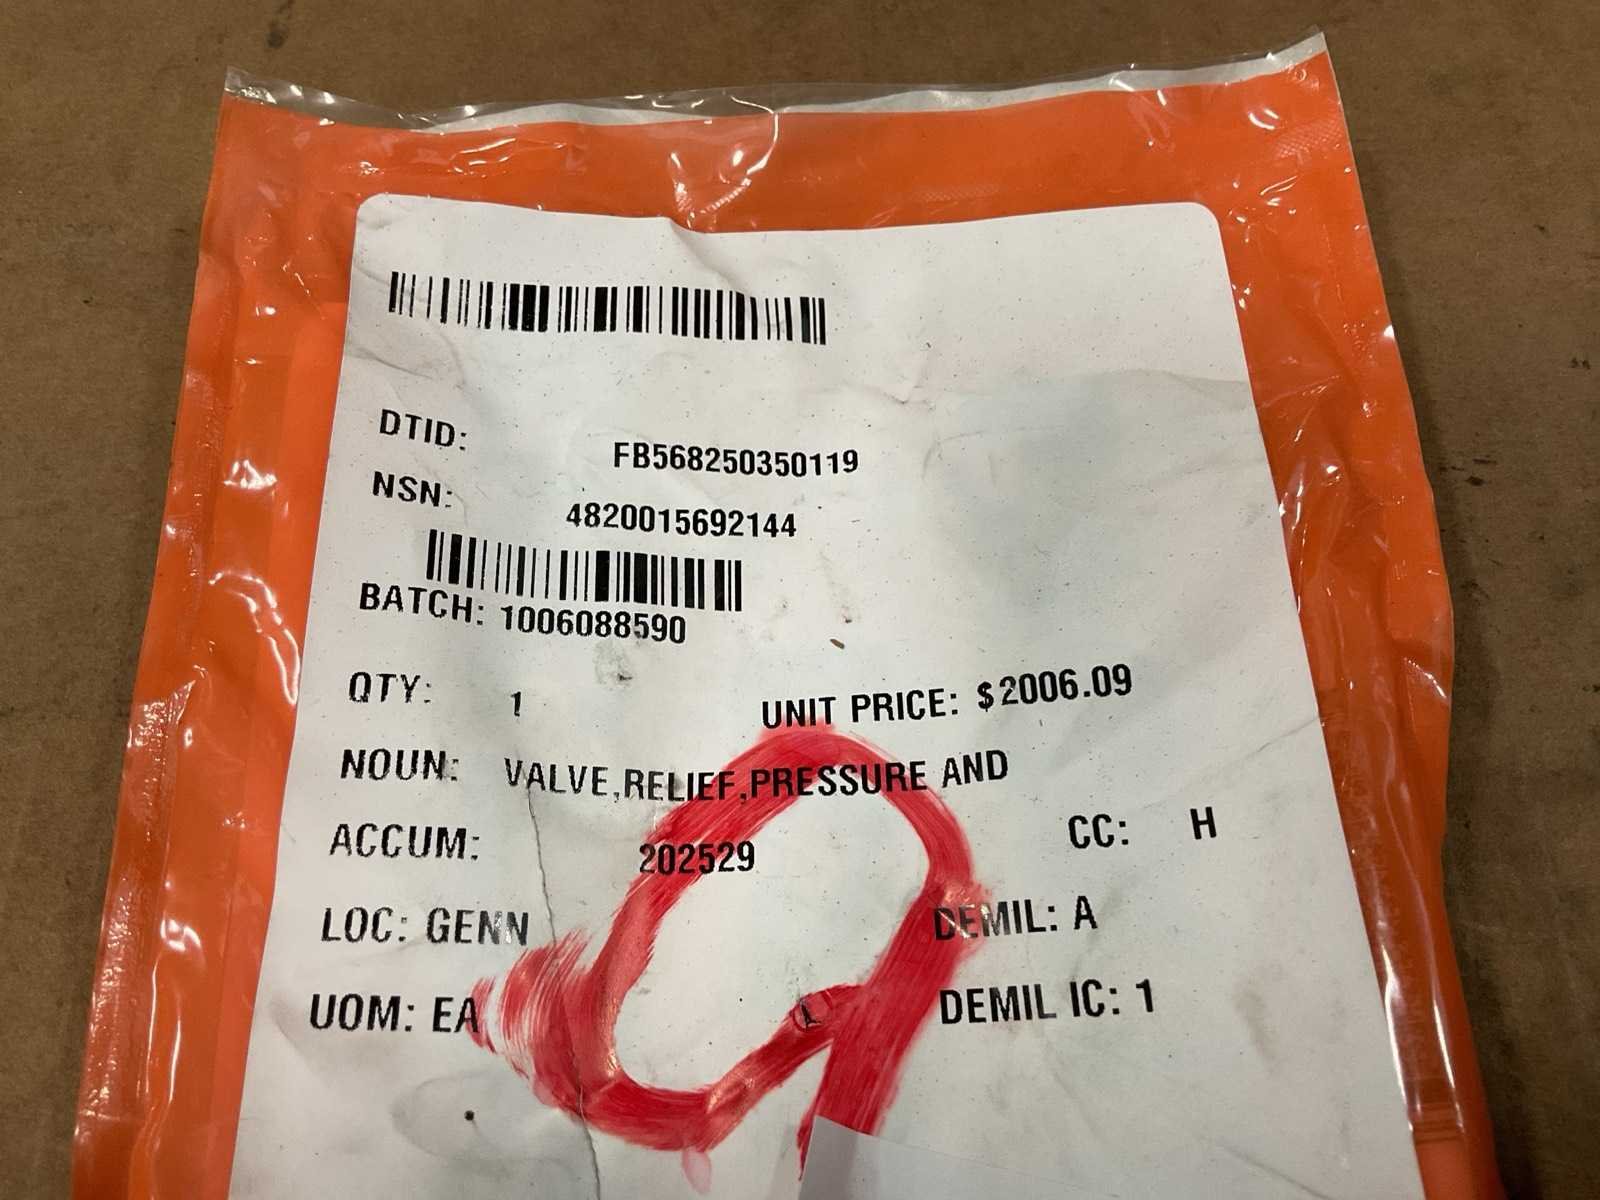 DTID: FB568250350119
NSN: 4820015692144
BATCH: 1006088590
QTY: 1 UNIT PRICE: $2006.09
NOUN: VALVE,RELIEF,PRESSURE AND
ACCUM: 202529 CC: H
LOC: GENN DEMIL: A
UOM: EA DEMIL IC: 1